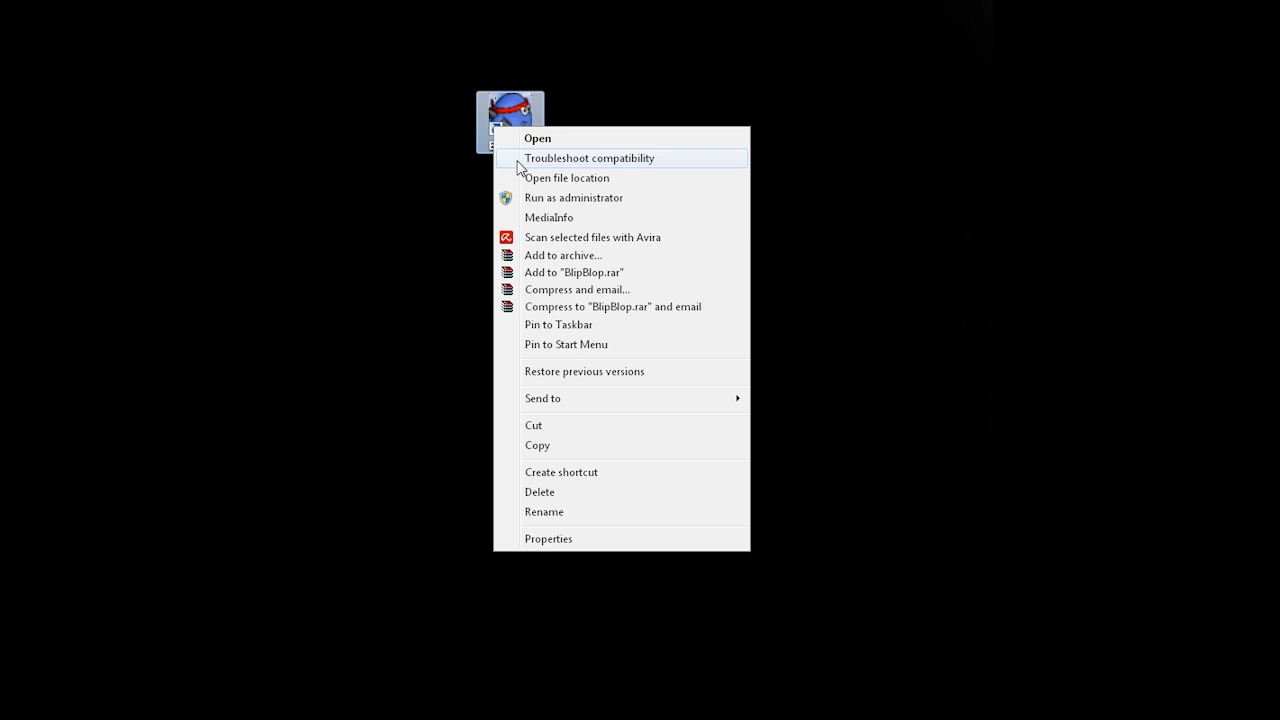 Open
Troubleshoot compatibility
Open file location
Run as administrator
MediaInfo
Scan selected files with Avira
Add to archive...
Add to "BlipBlop.rar"
Compress and email...
Compress to "BlipBlop.rar" and email
Pin to Taskbar
Pin to Start Menu
Restore previous versions
Send to
Cut
Copy
Create shortcut
Delete
Rename
Properties